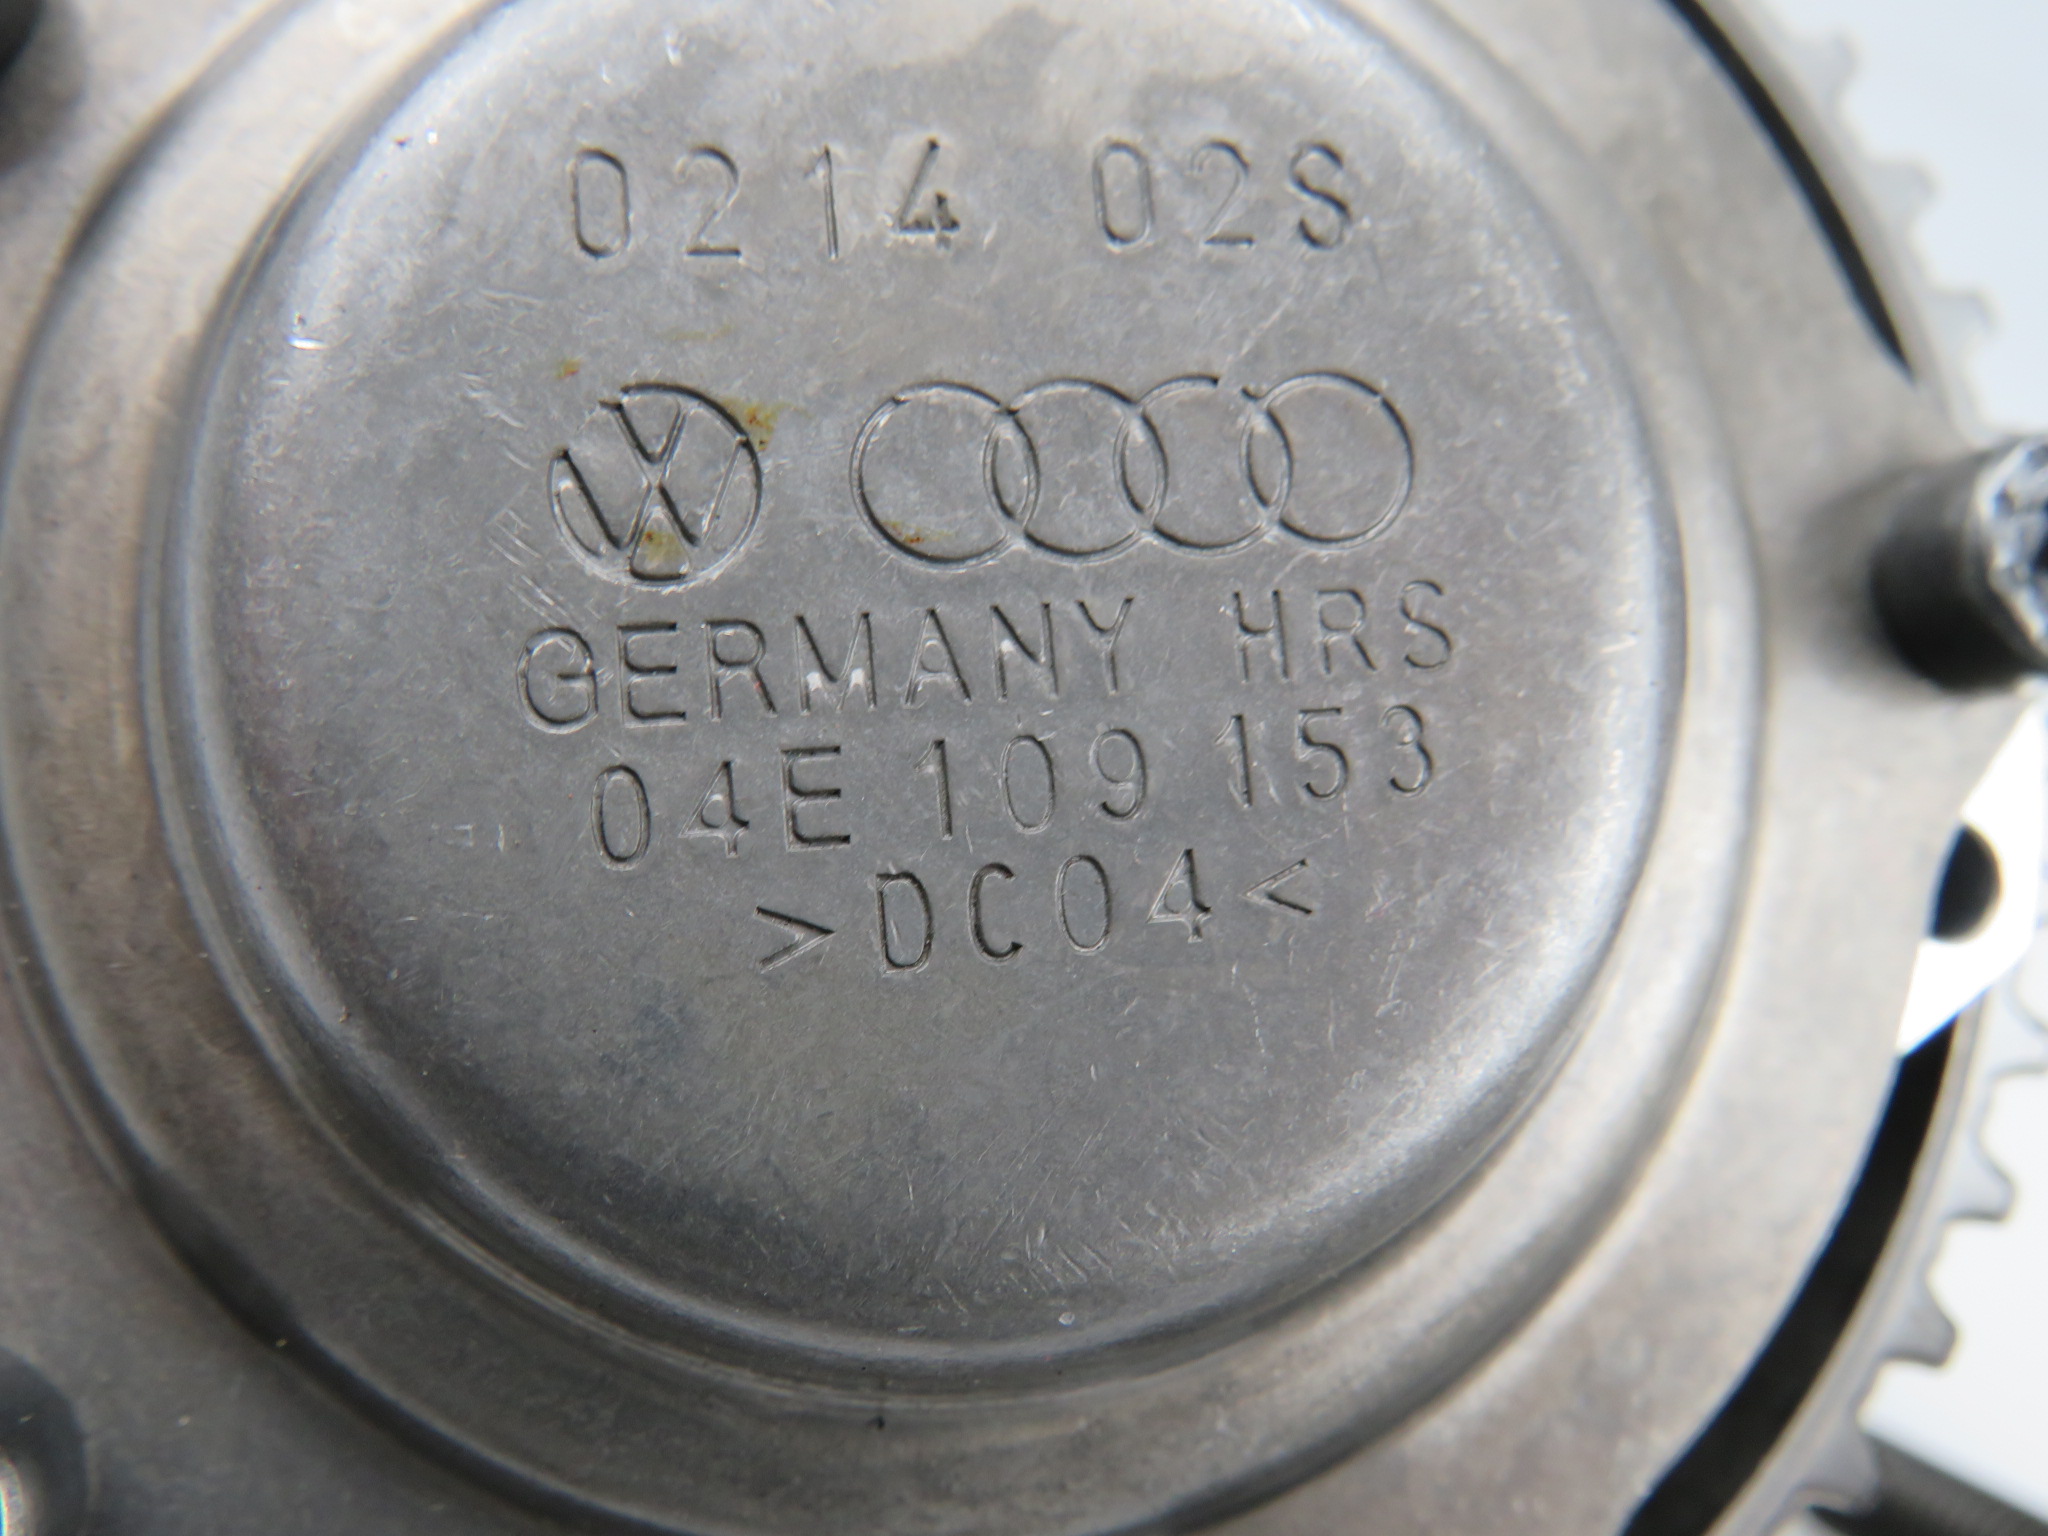 0214 02S
GERMANY HRS
04E 109 153
>DC04<